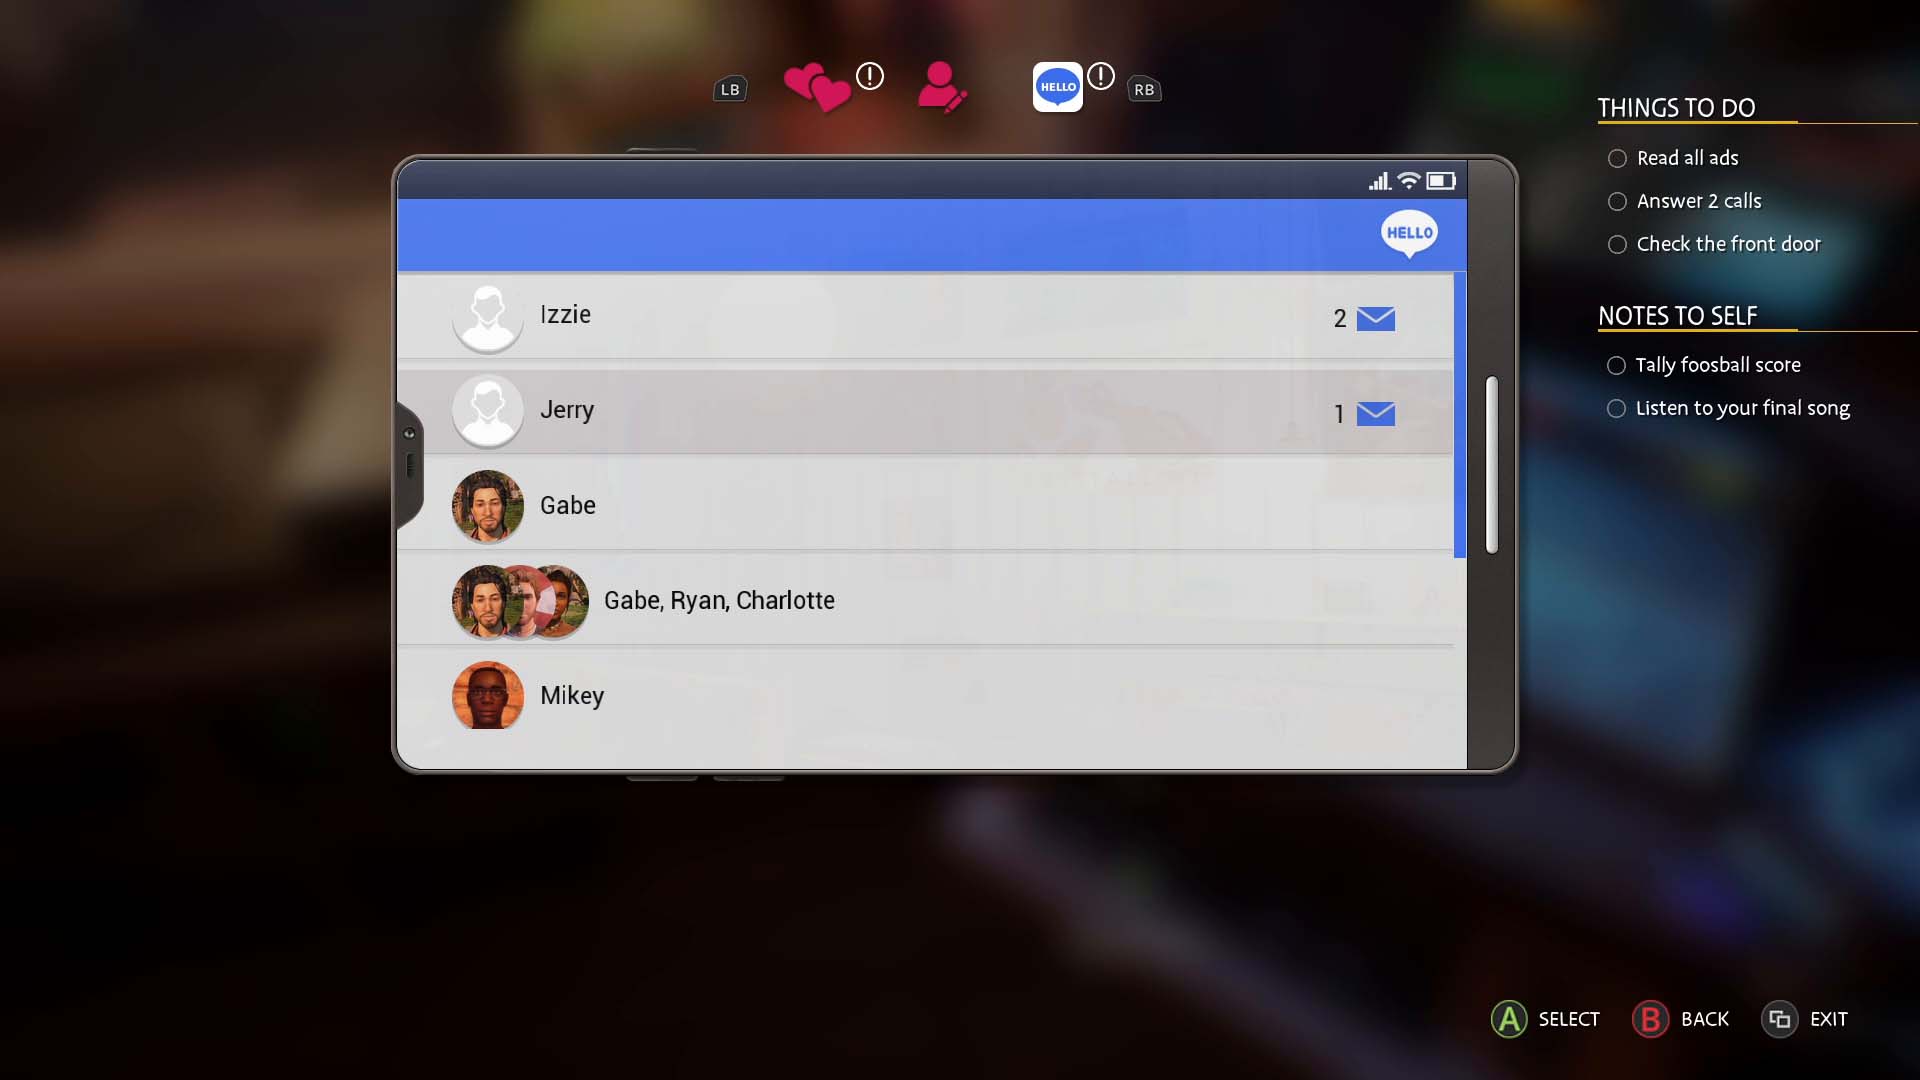 LB
HELLO
RB
HELLO
Izzie
2
Jerry
1
Gabe
Gabe, Ryan, Charlotte
Mikey
THINGS TO DO
Read all ads
Answer 2 calls
Check the front door
NOTES TO SELF
Tally foosball score
Listen to your final song
A SELECT B BACK EXIT